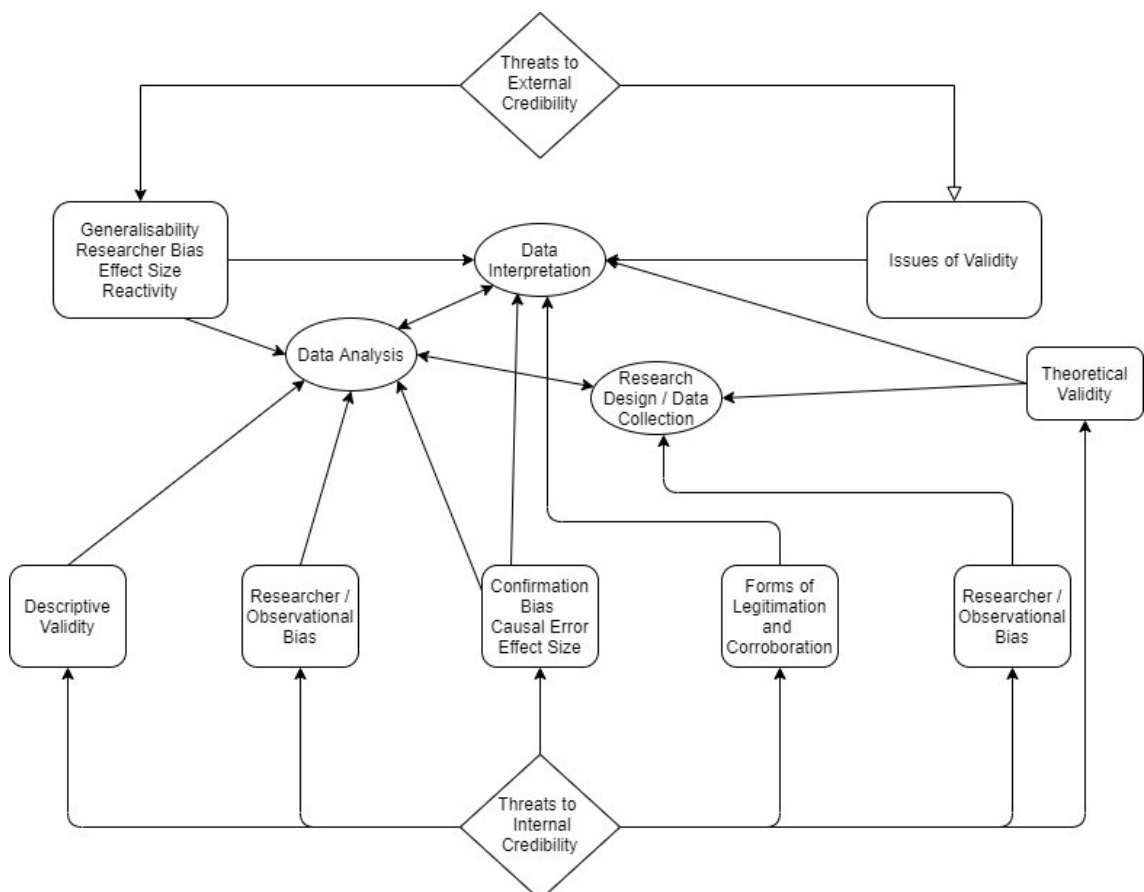 Threats to
External
Credibility
Generalisability
Researcher Bias
Effect Size
Reactivity
Data
Interpretation
Issues of Validity
Data Analysis
Research
Design / Data
Collection
Theoretical
Validity
Descriptive
Validity
Researcher /
Observational
Bias
Confirmation
Bias
Causal Error
Effect Size
Forms of
Legitimation
and
Corroboration
Researcher /
Observational
Bias
Threats to
Internal
Credibility